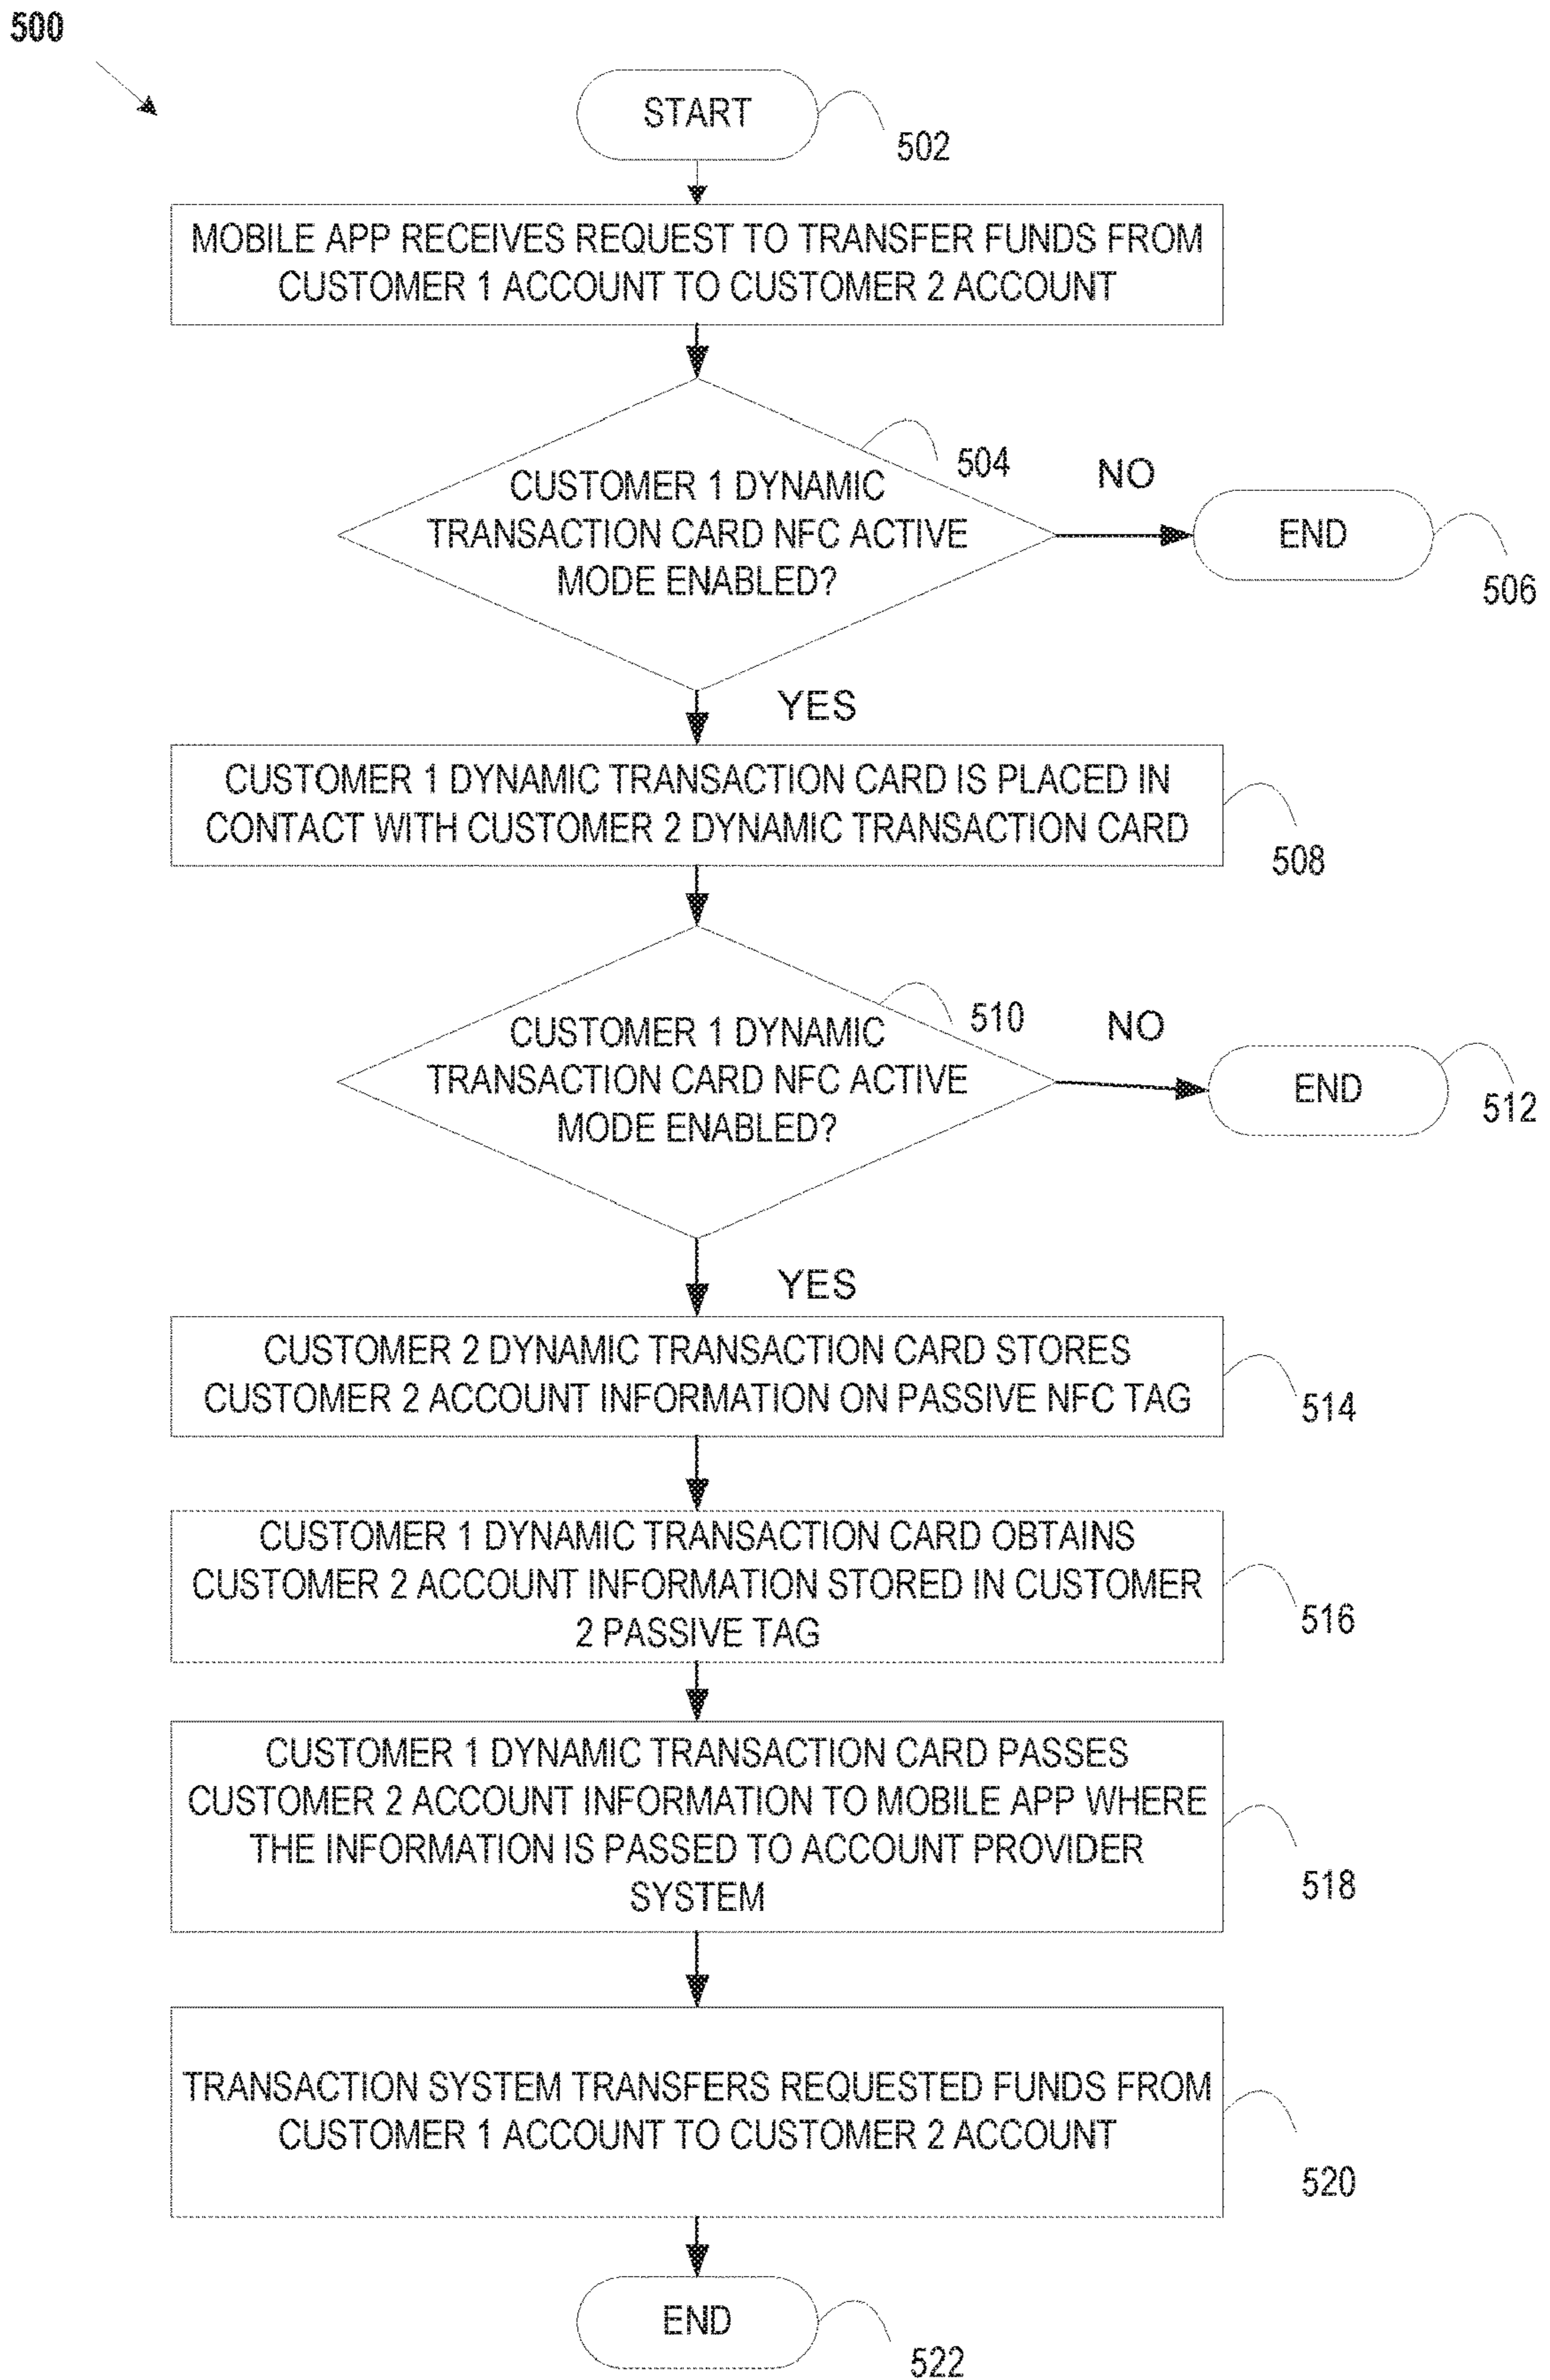 500
START
502
MOBILE APP RECEIVES REQUEST TO TRANSFER FUNDS FROM
CUSTOMER 1 ACCOUNT TO CUSTOMER 2 ACCOUNT
504
NO
CUSTOMER 1 DYNAMIC
TRANSACTION CARD NFC ACTIVE
MODE ENABLED?
END
506
YES
CUSTOMER 1 DYNAMIC TRANSACTION CARD IS PLACED IN
CONTACT WITH CUSTOMER 2 DYNAMIC TRANSACTION CARD
508
510
NO
CUSTOMER 1 DYNAMIC
TRANSACTION CARD NFC ACTIVE
MODE ENABLED?
END
512
YES
CUSTOMER 2 DYNAMIC TRANSACTION CARD STORES
CUSTOMER 2 ACCOUNT INFORMATION ON PASSIVE NFC TAG
514
CUSTOMER 1 DYNAMIC TRANSACTION CARD OBTAINS
CUSTOMER 2 ACCOUNT INFORMATION STORED IN CUSTOMER
2 PASSIVE TAG
516
CUSTOMER 1 DYNAMIC TRANSACTION CARD PASSES
CUSTOMER 2 ACCOUNT INFORMATION TO MOBILE APP WHERE
THE INFORMATION IS PASSED TO ACCOUNT PROVIDER
SYSTEM
518
TRANSACTION SYSTEM TRANSFERS REQUESTED FUNDS FROM
CUSTOMER 1 ACCOUNT TO CUSTOMER 2 ACCOUNT
520
END
522